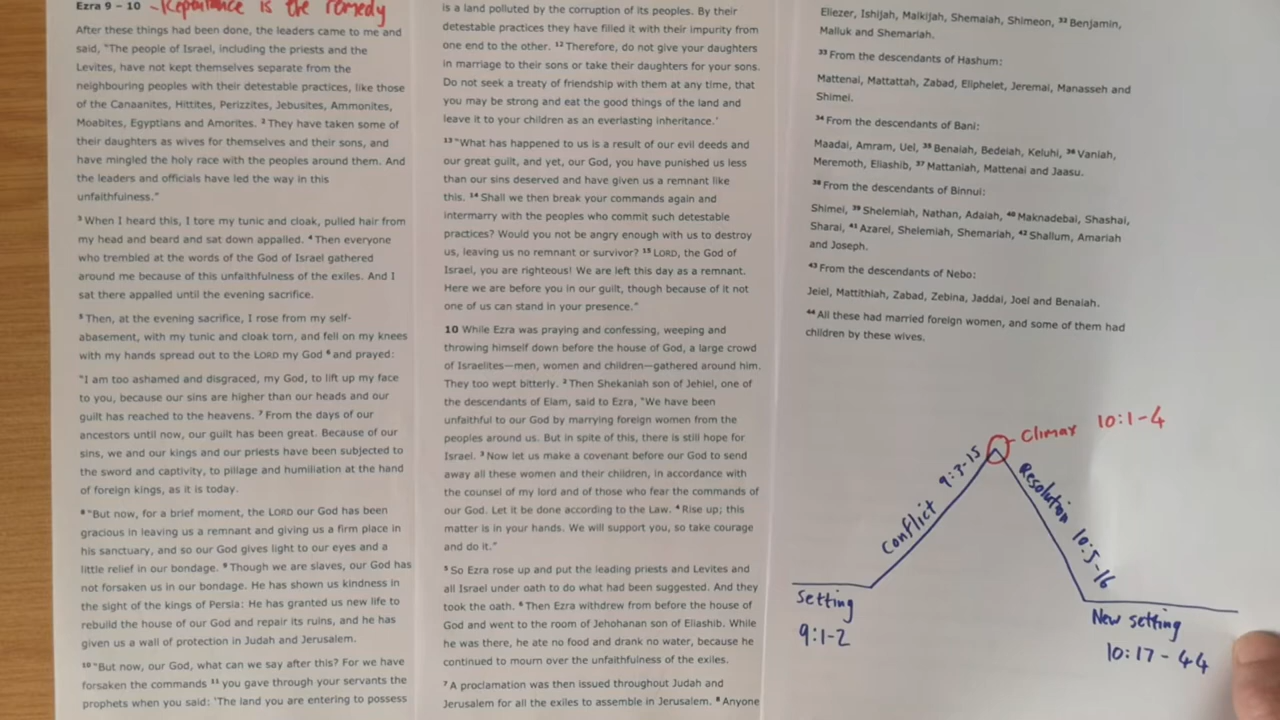 Ezra 9 – 10 - Repentance is the remedy
After these things had been done, the leaders came to me and
said, "The people of Israel, including the priests and the
Levites, have not kept themselves separate from the
neighbouring peoples with their detestable practices, like those
of the Canaanites, Hittites, Perizzites, Jebusites, Ammonites,
Moabites, Egyptians and Amorites. 2 They have taken some of
their daughters as wives for themselves and their sons, and
have mingled the holy race with the peoples around them. And
the leaders and officials have led the way in this
unfaithfulness."
3 When I heard this, I tore my tunic and cloak, pulled hair from
my head and beard and sat down appalled. 4 Then everyone
who trembled at the words of the God of Israel gathered
around me because of this unfaithfulness of the exiles. And I
sat there appalled until the evening sacrifice.
5 Then, at the evening sacrifice, I rose from my self-
abasement, with my tunic and cloak torn, and fell on my knees
with my hands spread out to the LORD my God 6 and prayed:
"I am too ashamed and disgraced, my God, to lift up my face
to you, because our sins are higher than our heads and our
guilt has reached to the heavens. 7 From the days of our
ancestors until now, our guilt has been great. Because of our
sins, we and our kings and our priests have been subjected to
the sword and captivity, to pillage and humiliation at the hand
of foreign kings, as it is today.
8 "But now, for a brief moment, the LORD our God has been
gracious in leaving us a remnant and giving us a firm place in
his sanctuary, and so our God gives light to our eyes and a
little relief in our bondage. 9 Though we are slaves, our God has
not forsaken us in our bondage. He has shown us kindness in
the sight of the kings of Persia: He has granted us new life to
rebuild the house of our God and repair its ruins, and he has
given us a wall of protection in Judah and Jerusalem.
10 "But now, our God, what can we say after this? For we have
forsaken the commands 11 you gave through your servants the
prophets when you said: 'The land you are entering to possess
is a land polluted by the corruption of its peoples. By their
detestable practices they have filled it with their impurity from
one end to the other. 12 Therefore, do not give your daughters
in marriage to their sons or take their daughters for your sons.
Do not seek a treaty of friendship with them at any time, that
you may be strong and eat the good things of the land and
leave it to your children as an everlasting inheritance.'
13 "What has happened to us is a result of our evil deeds and
our great guilt, and yet, our God, you have punished us less
than our sins deserved and have given us a remnant like
this. 14 Shall we then break your commands again and
intermarry with the peoples who commit such detestable
practices? Would you not be angry enough with us to destroy
us, leaving us no remnant or survivor? 15 LORD, the God of
Israel, you are righteous! We are left this day as a remnant.
Here we are before you in our guilt, though because of it not
one of us can stand in your presence."
10 While Ezra was praying and confessing, weeping and
throwing himself down before the house of God, a large crowd
of Israelites—men, women and children—gathered around him.
They too wept bitterly. 2 Then Shekaniah son of Jehiel, one of
the descendants of Elam, said to Ezra, "We have been
unfaithful to our God by marrying foreign women from the
peoples around us. But in spite of this, there is still hope for
Israel. 3 Now let us make a covenant before our God to send
away all these women and their children, in accordance with
the counsel of my lord and of those who fear the commands of
our God. Let it be done according to the Law. 4 Rise up; this
matter is in your hands. We will support you, so take courage
and do it."
5 So Ezra rose up and put the leading priests and Levites and
all Israel under oath to do what had been suggested. And they
took the oath. 6 Then Ezra withdrew from before the house of
God and went to the room of Jehohanan son of Eliashib. While
he was there, he ate no food and drank no water, because he
continued to mourn over the unfaithfulness of the exiles.
7 A proclamation was then issued throughout Judah and
Jerusalem for all the exiles to assemble in Jerusalem. 8 Anyone
Eliezer, Ishijah, Malkijah, Shemaiah, Shimeon, 32 Benjamin,
Malluk and Shemariah.
33 From the descendants of Hashum:
Mattenai, Mattattah, Zabad, Eliphelet, Jeremai, Manasseh and
Shimei.
34 From the descendants of Bani:
Maadai, Amram, Uel, 35 Benaiah, Bedeiah, Keluhi, 36 Vaniah,
Meremoth, Eliashib, 37 Mattaniah, Mattenai and Jaasu.
38 From the descendants of Binnui:
Shimei, 39 Shelemiah, Nathan, Adaiah, 40 Maknadebai, Shashai,
Sharai, 41 Azarel, Shelemiah, Shemariah, 42 Shallum, Amariah
and Joseph.
43 From the descendants of Nebo:
Jeiel, Mattithiah, Zabad, Zebina, Jaddai, Joel and Benaiah.
44 All these had married foreign women, and some of them had
children by these wives.
Climax 10:1-4
Conflict 9:3-15
Resolution 10:5-16
Setting
9:1-2
New setting
10:17-44